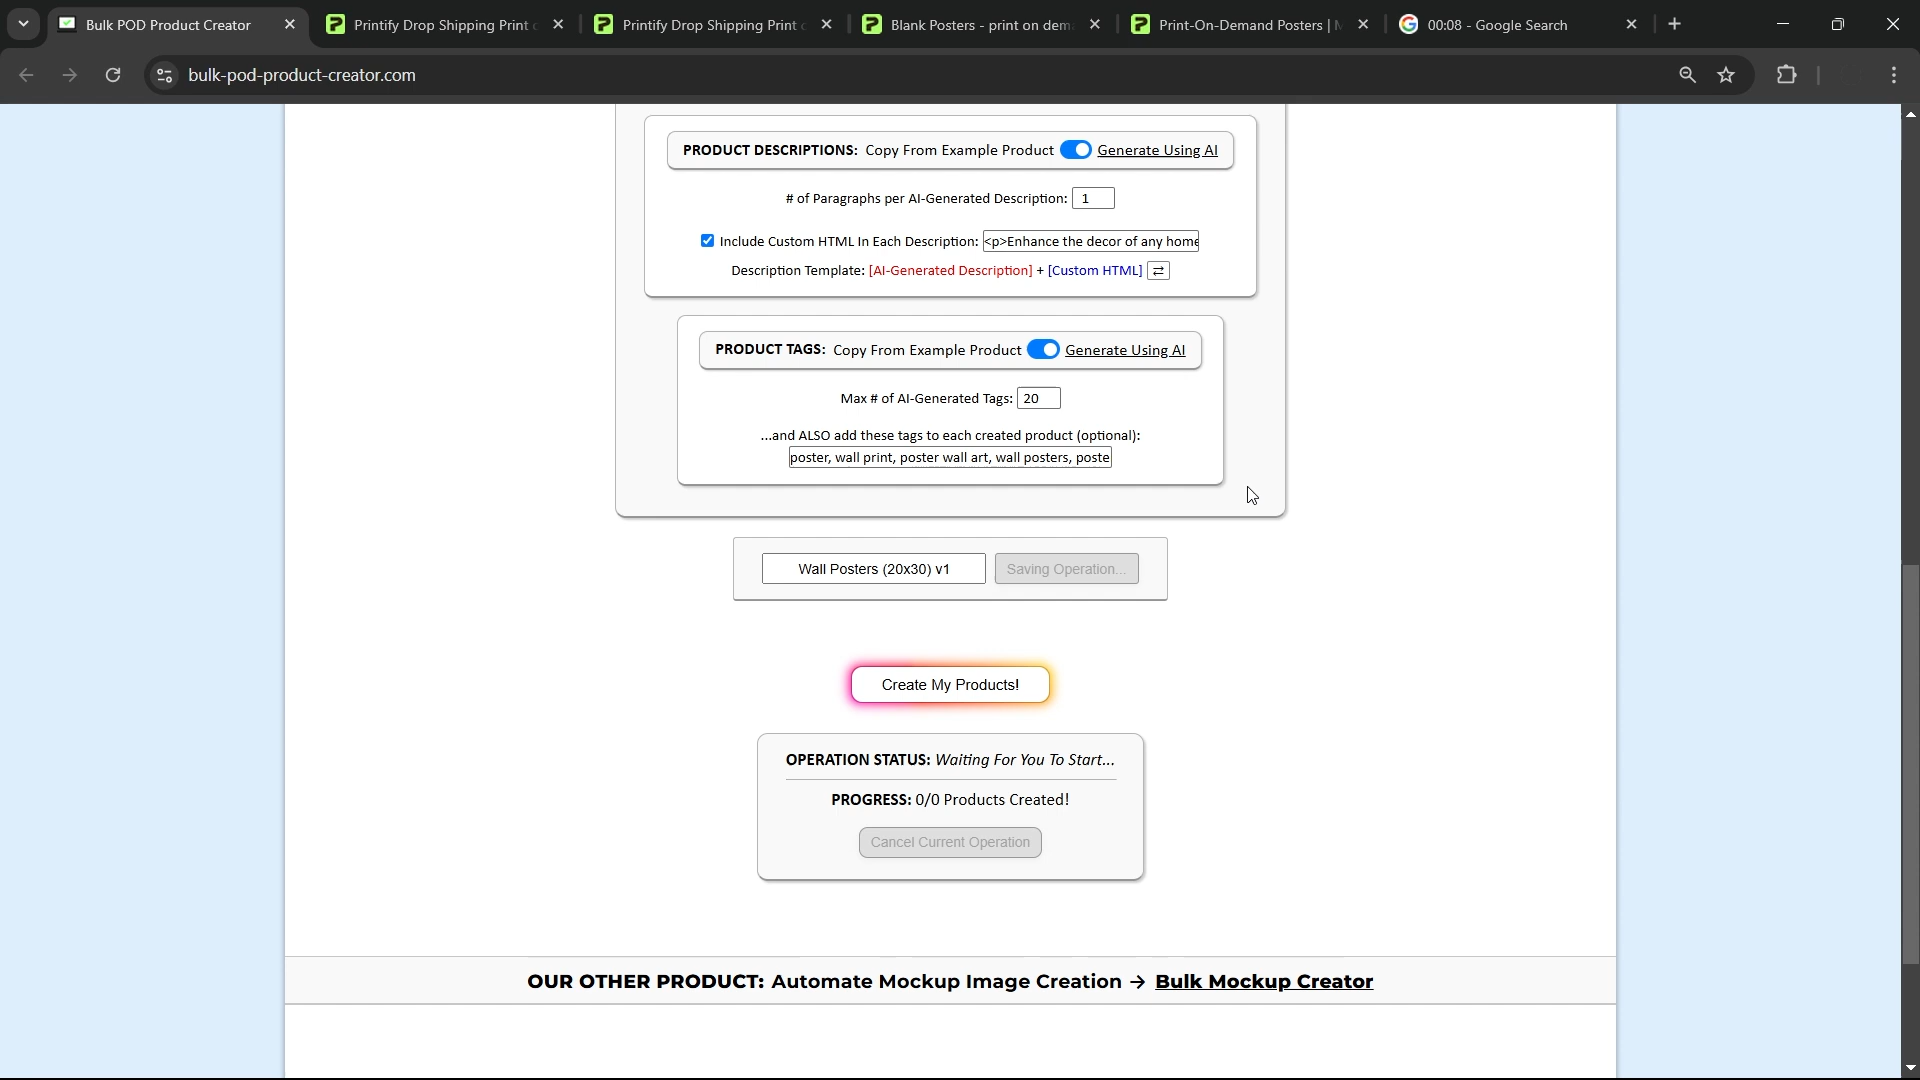 Bulk POD Product Creator
Printify Drop Shipping Print
Printify Drop Shipping Print
Blank Posters - print on dem
Print-On-Demand Posters |
00:08 - Google Search
bulk-pod-product-creator.com
PRODUCT DESCRIPTIONS: Copy From Example Product Generate Using AI
# of Paragraphs per AI-Generated Description: 1
Include Custom HTML In Each Description: <p>Enhance the decor of any home
Description Template: [AI-Generated Description] + [Custom HTML] ⇄
PRODUCT TAGS: Copy From Example Product Generate Using AI
Max # of AI-Generated Tags: 20
...and ALSO add these tags to each created product (optional):
poster, wall print, poster wall art, wall posters, poste
Wall Posters (20x30) v1 Saving Operation...
Create My Products!
OPERATION STATUS: Waiting For You To Start...
PROGRESS: 0/0 Products Created!
Cancel Current Operation
OUR OTHER PRODUCT: Automate Mockup Image Creation → Bulk Mockup Creator